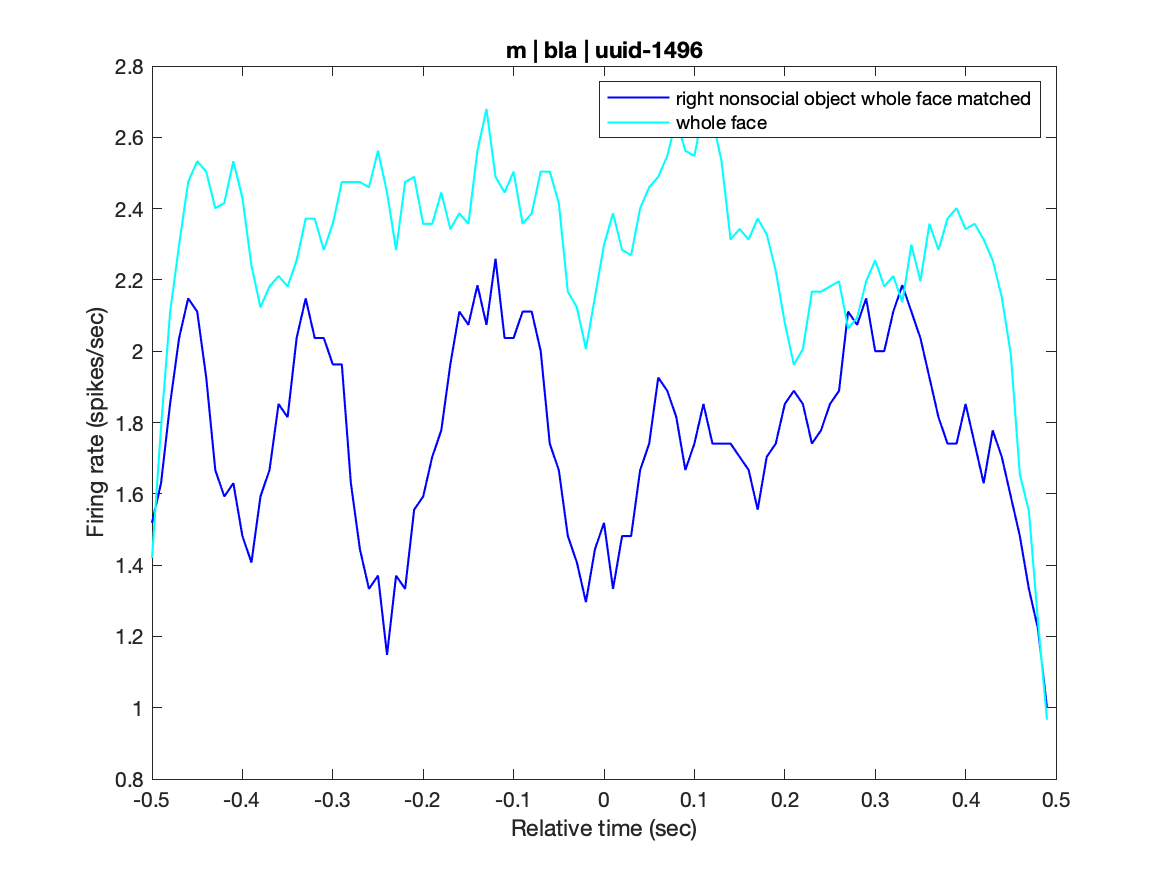 m | bla | uuid-1496
right nonsocial object whole face matched
whole face
Firing rate (spikes/sec)
2.8
2.6
2.4
2.2
2
1.8
1.6
1.4
1.2
1
0.8
-0.5 -0.4 -0.3 -0.2 -0.1 0 0.1 0.2 0.3 0.4 0.5
Relative time (sec)